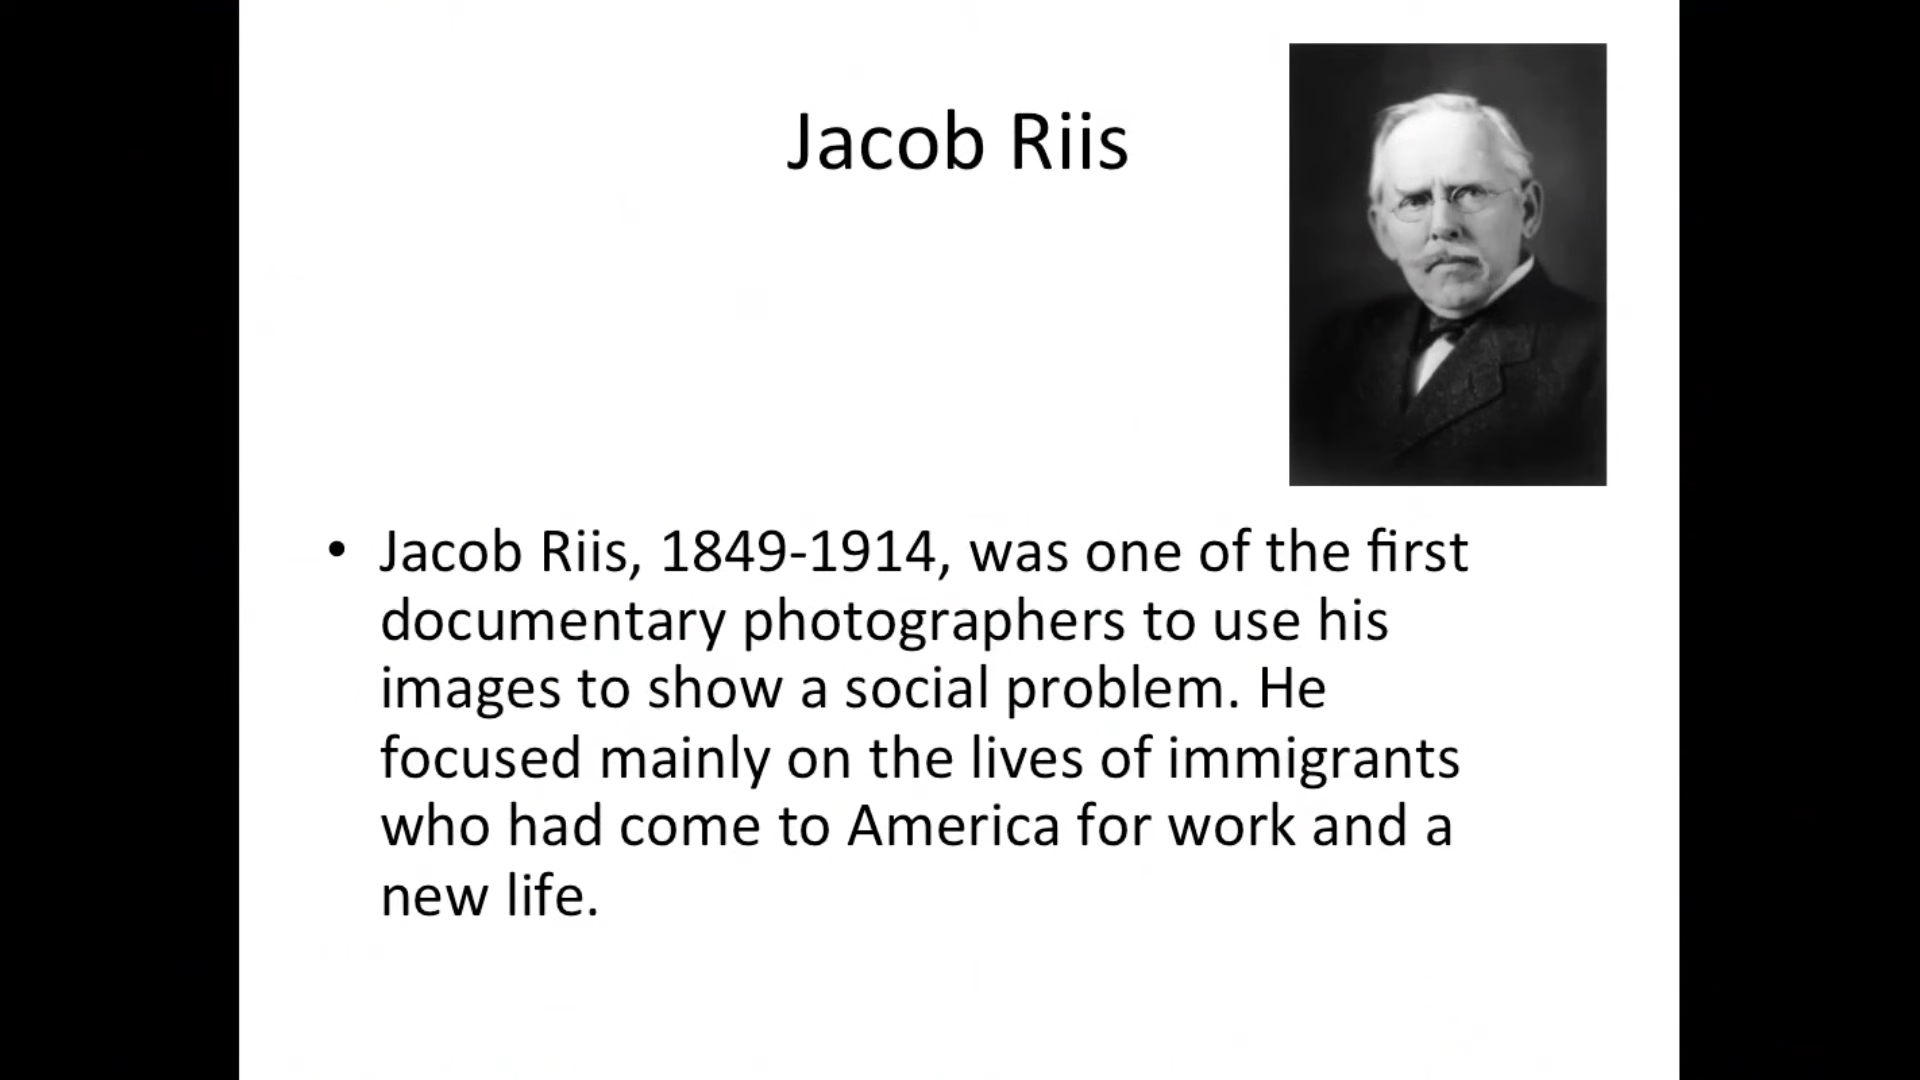 Jacob Riis
• Jacob Riis, 1849-1914, was one of the first
documentary photographers to use his
images to show a social problem. He
focused mainly on the lives of immigrants
who had come to America for work and a
new life.